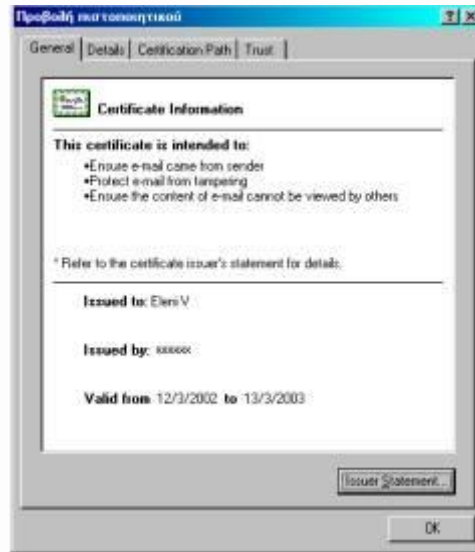 Προβολή πιστοποιητικού
General Details Certification Path Trust
Certificate Information
This certificate is intended to:
•Ensure e-mail came from sender
•Protect e-mail from tampering
•Ensure the content of e-mail cannot be viewed by others
* Refer to the certificate issuer's statement for details.
Issued to: Eleni V
Issued by: xxxxxx
Valid from 12/3/2002 to 13/3/2003
Issuer Statement...
OK